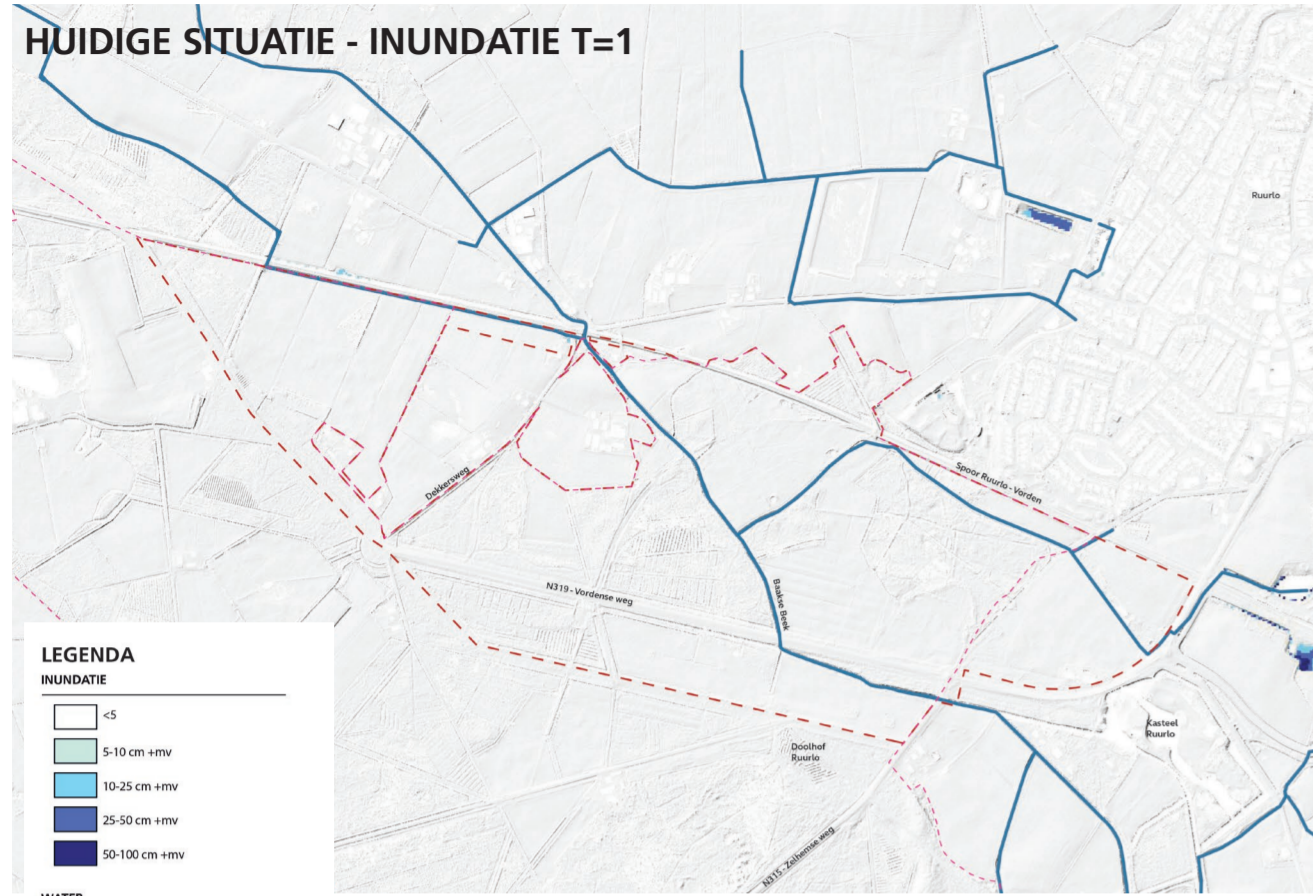 HUIDIGE SITUATIE - INUNDATIE T=1
Ruurlo
Dekkersweg
Spoor Ruurlo - Vorden
N319 - Vordense weg
Baakse Beek
Kasteel
Ruurlo
Doolhof
Ruurlo
N315 - Zelhemse weg
LEGENDA
INUNDATIE
<5
5-10 cm +mv
10-25 cm +mv
25-50 cm +mv
50-100 cm +mv
WATER